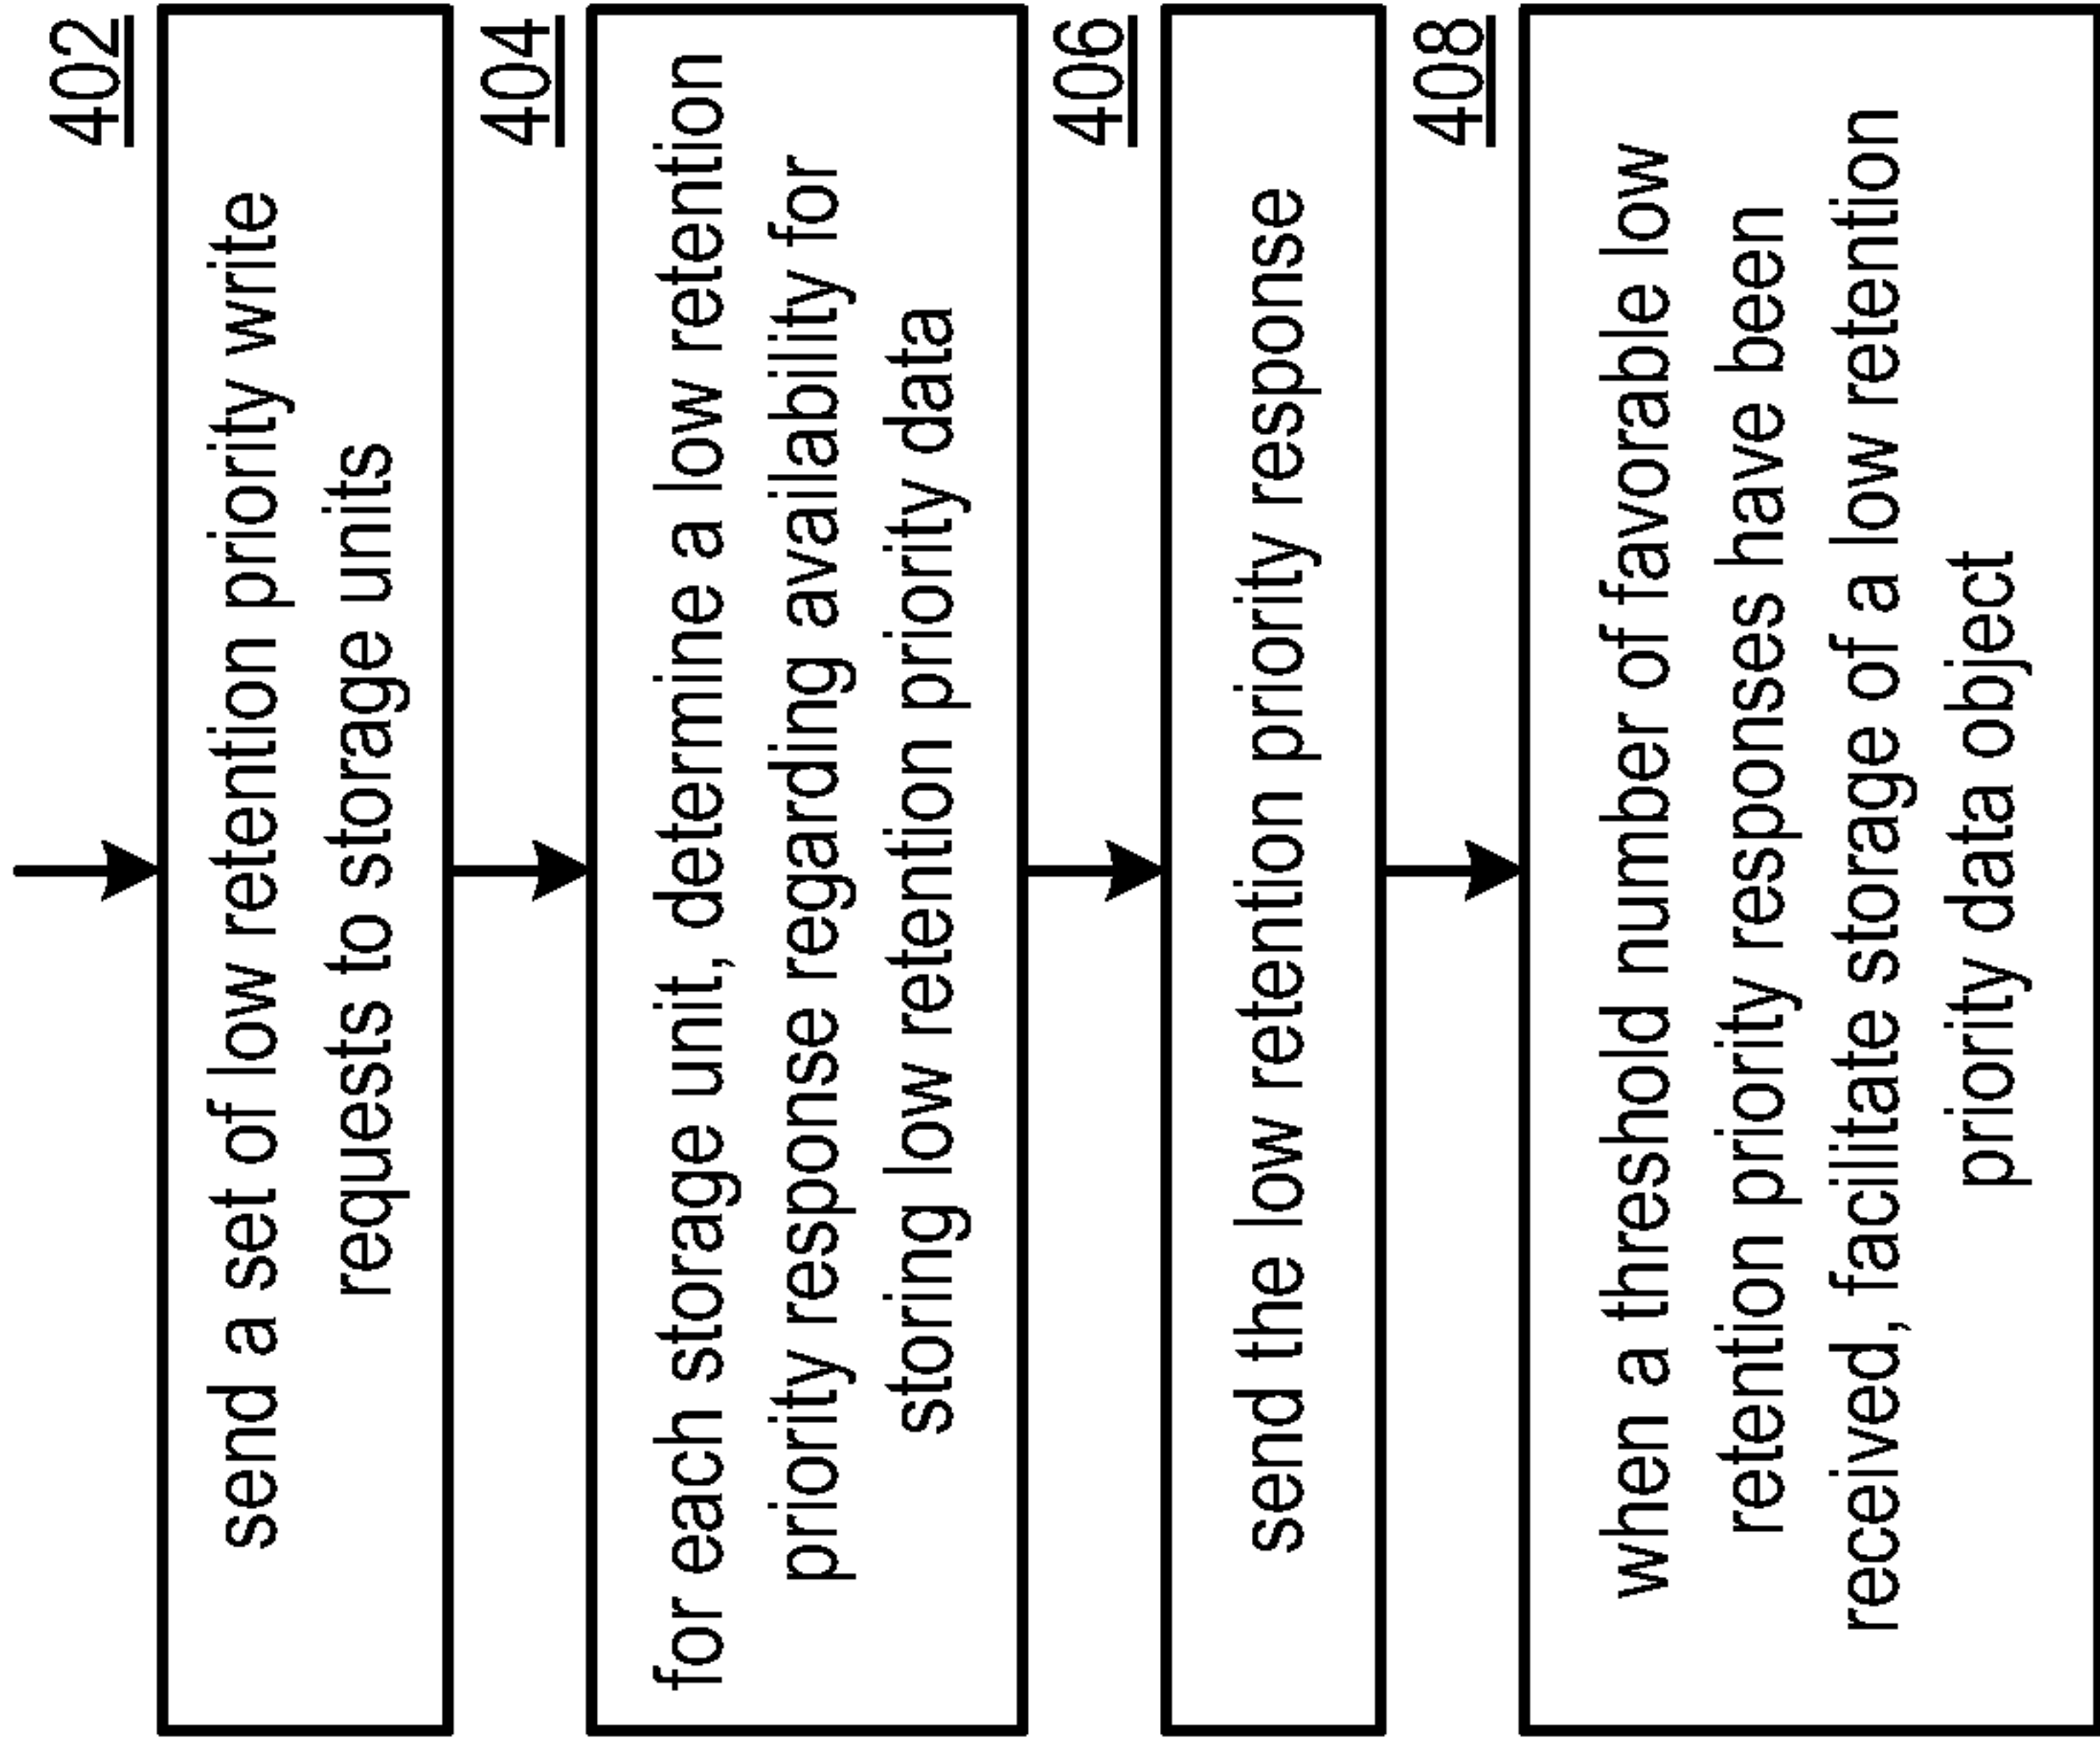 402
send a set of low retention priority write
requests to storage units
404
for each storage unit, determine a low retention
priority response regarding availability for
storing low retention priority data
406
send the low retention priority response
408
when a threshold number of favorable low
retention priority responses have been
received, facilitate storage of a low retention
priority data object